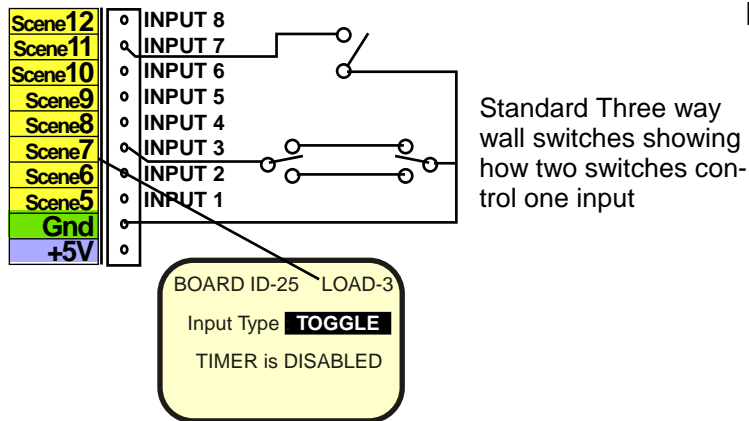 Scene12 INPUT 8
Scene11 INPUT 7
Scene10 INPUT 6
Scene9 INPUT 5
Scene8 INPUT 4
Scene7 INPUT 3
Scene6 INPUT 2
Scene5 INPUT 1
Gnd
+5V
Standard Three way
wall switches showing
how two switches con-
trol one input
BOARD ID-25 LOAD-3
Input Type TOGGLE
TIMER is DISABLED